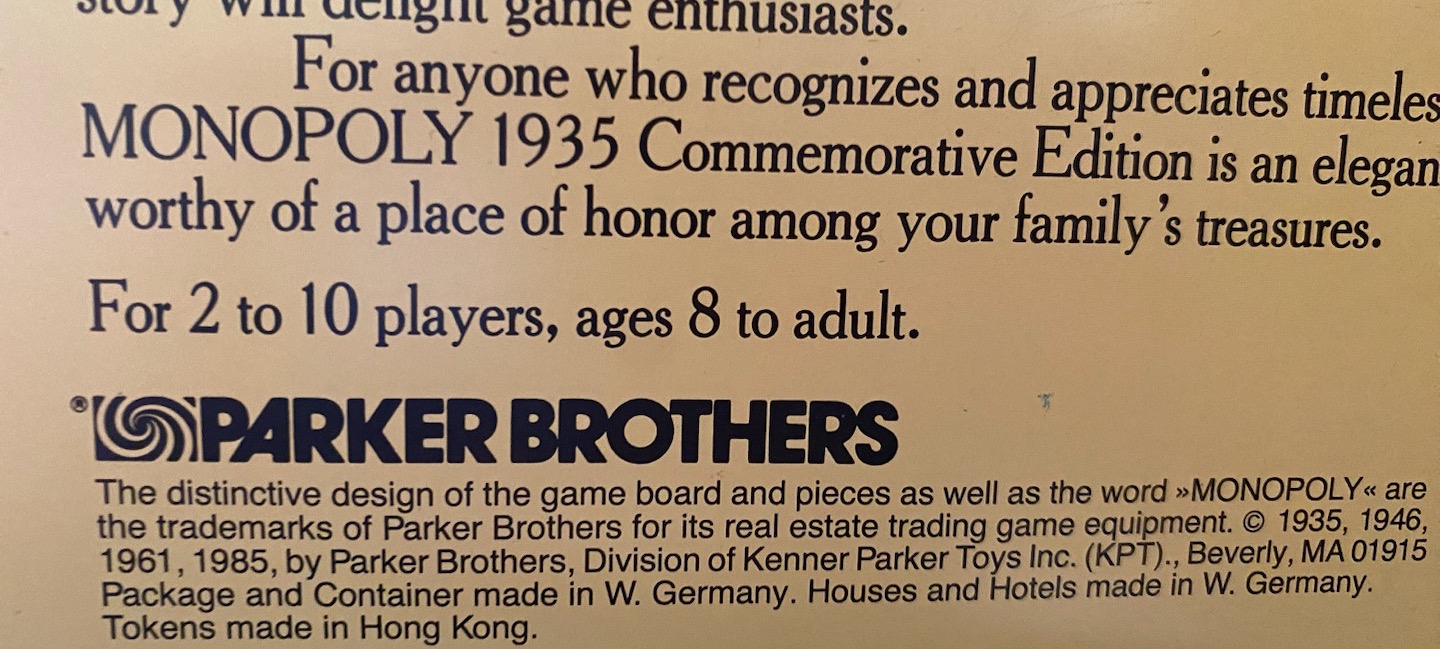 story will delight game enthusiasts.
For anyone who recognizes and appreciates timeles
MONOPOLY 1935 Commemorative Edition is an elegan
worthy of a place of honor among your family's treasures.
For 2 to 10 players, ages 8 to adult.
® PARKER BROTHERS
The distinctive design of the game board and pieces as well as the word »MONOPOLY« are
the trademarks of Parker Brothers for its real estate trading game equipment. © 1935, 1946,
1961, 1985, by Parker Brothers, Division of Kenner Parker Toys Inc. (KPT)., Beverly, MA 01915
Package and Container made in W. Germany. Houses and Hotels made in W. Germany.
Tokens made in Hong Kong.